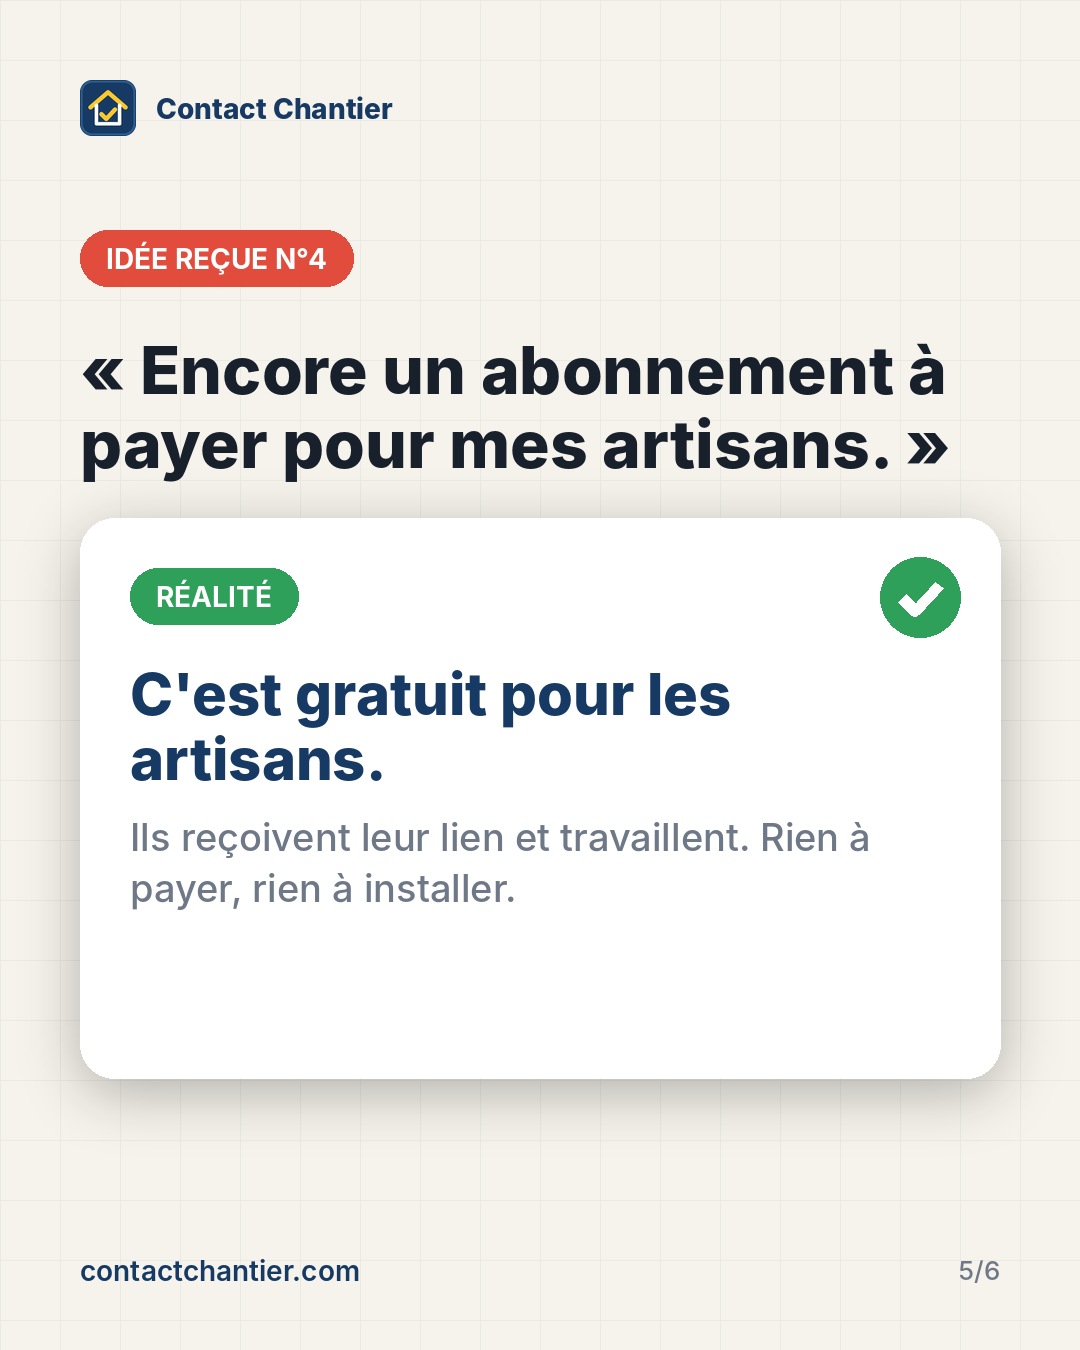 Contact Chantier
IDÉE REÇUE N°4
« Encore un abonnement à
payer pour mes artisans. »
RÉALITÉ
C'est gratuit pour les
artisans.
Ils reçoivent leur lien et travaillent. Rien à
payer, rien à installer.
contactchantier.com
5/6